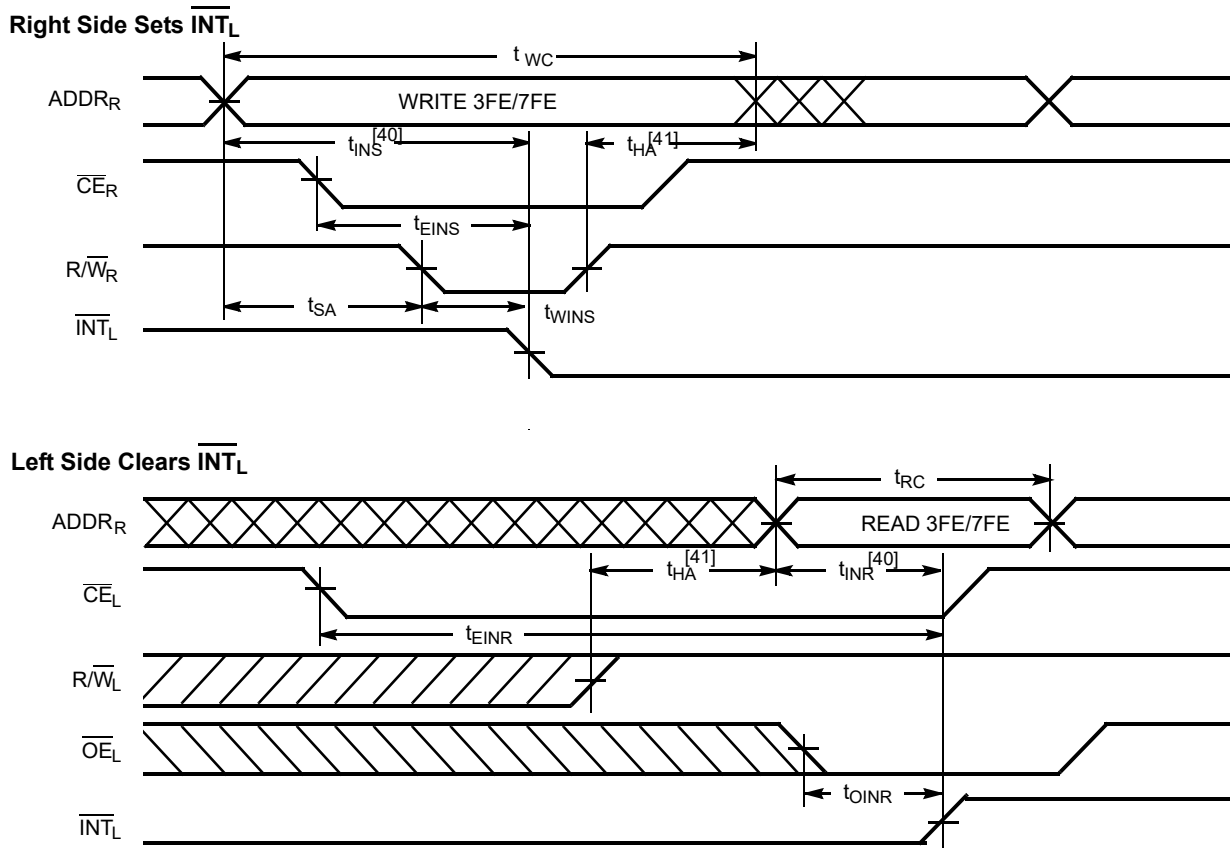 Right Side Sets INTL
tWC
ADDRR
WRITE 3FE/7FE
tINS[40]
tHA[41]
CER
tEINS
R/WR
tSA
tWINS
INTL
Left Side Clears INTL
tRC
ADDRR
READ 3FE/7FE
tHA[41]
tINR[40]
CEL
tEINR
R/WL
OEL
tOINR
INTL